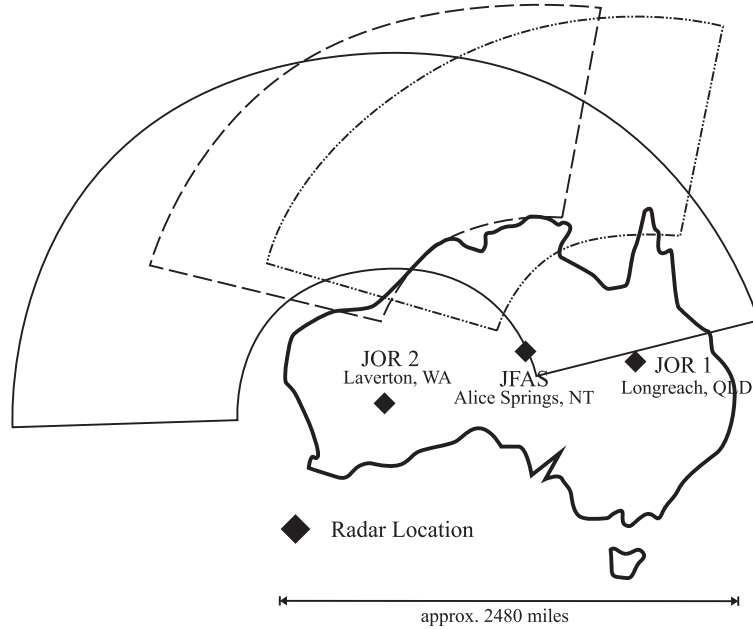 JOR 2
Laverton, WA
JFAS
Alice Springs, NT
JOR 1
Longreach, QLD
Radar Location
approx. 2480 miles